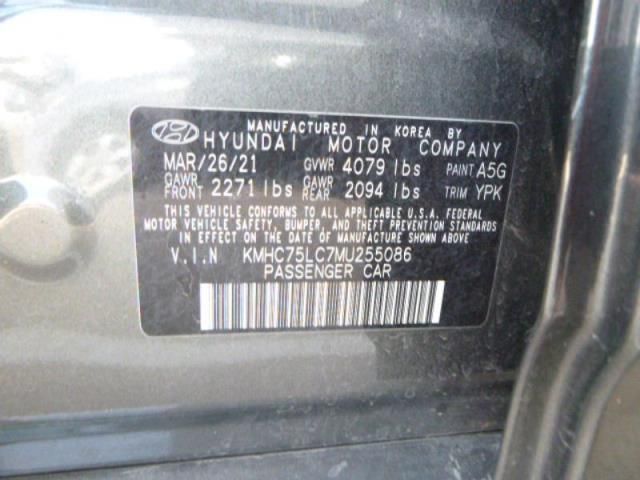 MANUFACTURED IN KOREA BY
HYUNDAI MOTOR COMPANY
MAR/26/21 GVWR 4079 lbs PAINT A5G
GAWR FRONT 2271 lbs GAWR REAR 2094 lbs TRIM YPK
THIS VEHICLE CONFORMS TO ALL APPLICABLE U.S.A. FEDERAL
MOTOR VEHICLE SAFETY, BUMPER, AND THEFT PREVENTION STANDARDS
IN EFFECT ON THE DATE OF MANUFACTURE SHOWN ABOVE.
V.I.N KMHC75LC7MU255086
PASSENGER CAR